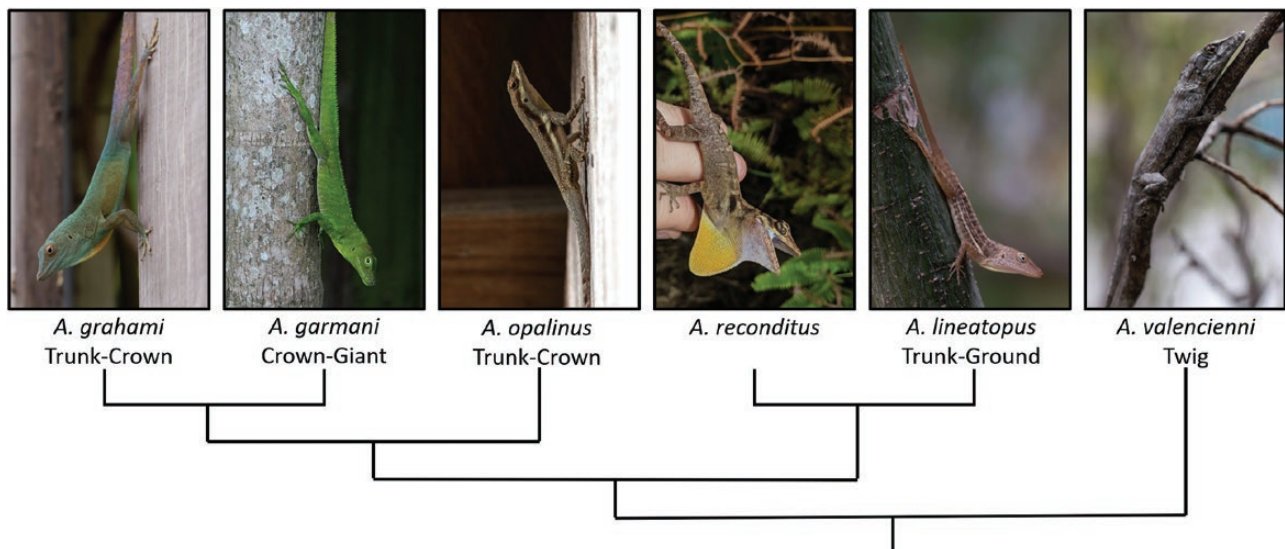 A. grahami
Trunk-Crown
A. garmani
Crown-Giant
A. opalinus
Trunk-Crown
A. reconditus
A. lineatopus
Trunk-Ground
A. valencienni
Twig